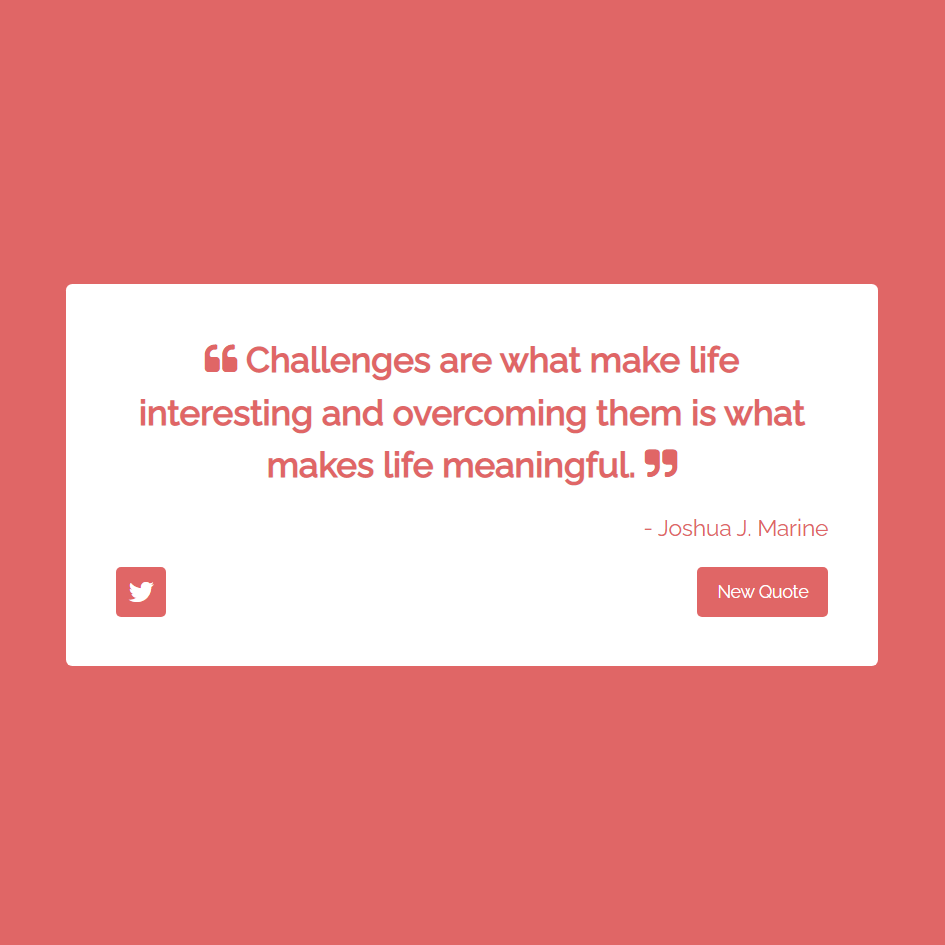 “ Challenges are what make life
interesting and overcoming them is what
makes life meaningful. ”
- Joshua J. Marine
New Quote